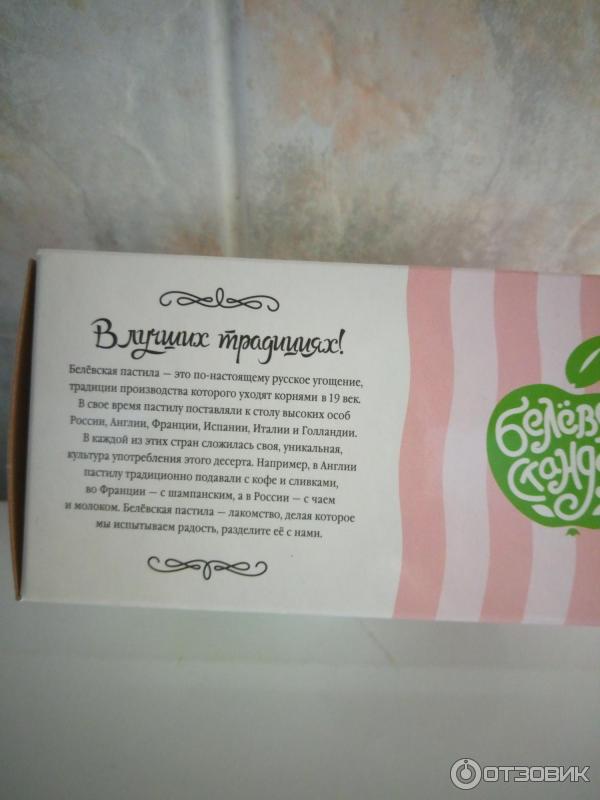 В лучших традициях!
Белёвская пастила — это по-настоящему русское угощение,
традиции производства которого уходят корнями в 19 век.
В свое время пастилу поставляли к столу высоких особ
России, Англии, Франции, Испании, Италии и Голландии.
В каждой из этих стран сложилась своя, уникальная,
культура употребления этого десерта. Например, в Англии
пастилу традиционно подавали с кофе и сливками,
во Франции — с шампанским, а в России — с чаем
и молоком. Белёвская пастила — лакомство, делая которое
мы испытываем радость, разделите её с нами.
Белёв
Станда
ОТЗОВИК